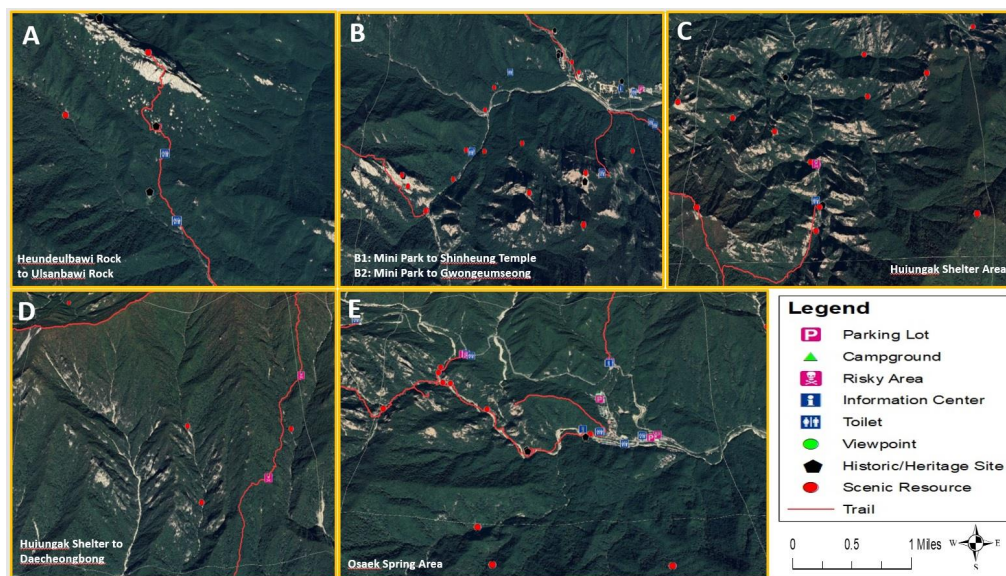 A
Heundeulbawi Rock
to Ulsanbawi Rock
B
B1: Mini Park to Shinheung Temple
B2: Mini Park to Gwongeumseong
C
Huiungak Shelter Area
D
Huiungak Shelter to
Daecheongbong
E
Osaek Spring Area
Legend
P Parking Lot
Campground
Risky Area
Information Center
Toilet
Viewpoint
Historic/Heritage Site
Scenic Resource
Trail
0 0.5 1 Miles
N
W E
S